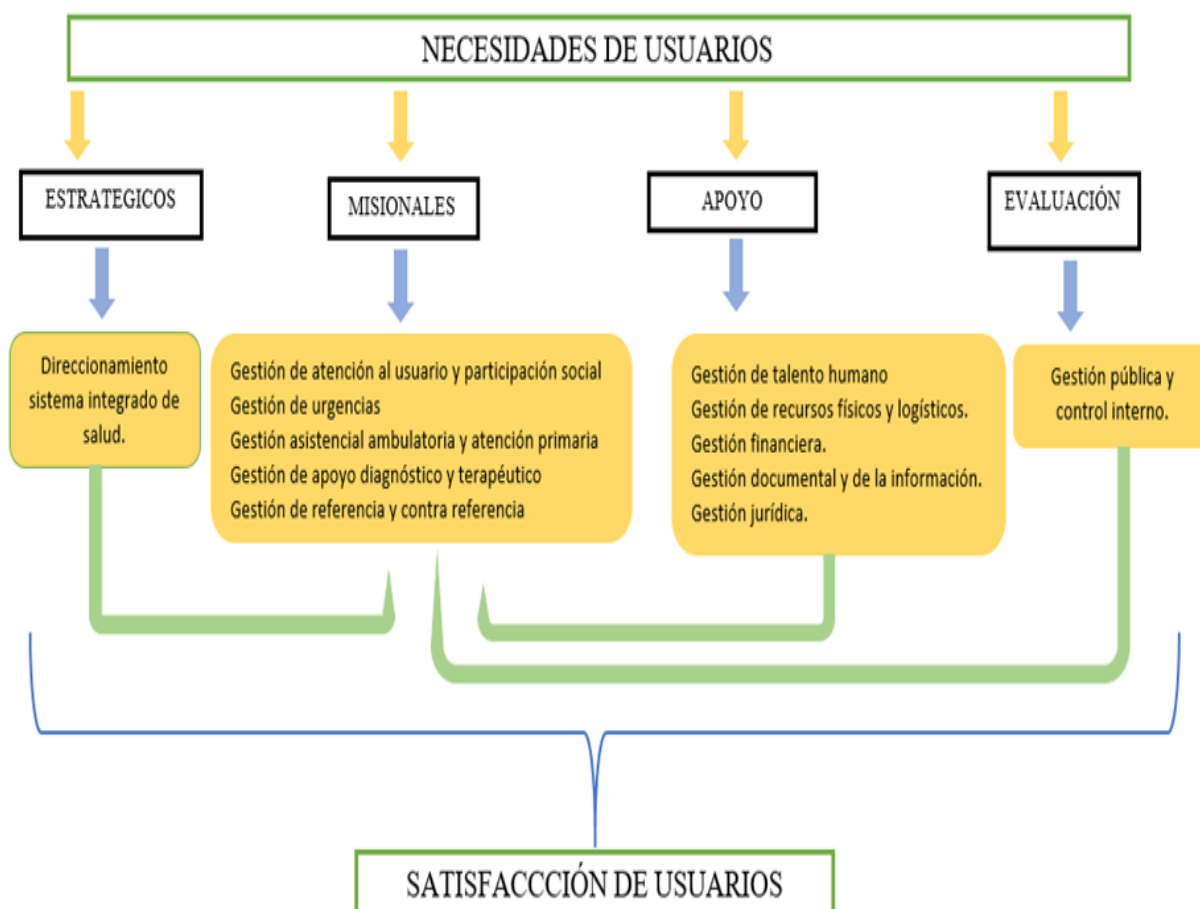 NECESIDADES DE USUARIOS
ESTRATEGICOS
MISIONALES
APOYO
EVALUACIÓN
Direccionamiento
sistema integrado de
salud.
Gestión de atención al usuario y participación social
Gestión de urgencias
Gestión asistencial ambulatoria y atención primaria
Gestión de apoyo diagnóstico y terapéutico
Gestión de referencia y contra referencia
Gestión de talento humano
Gestión de recursos físicos y logísticos.
Gestión financiera.
Gestión documental y de la información.
Gestión jurídica.
Gestión pública y
control interno.
SATISFACCCIÓN DE USUARIOS